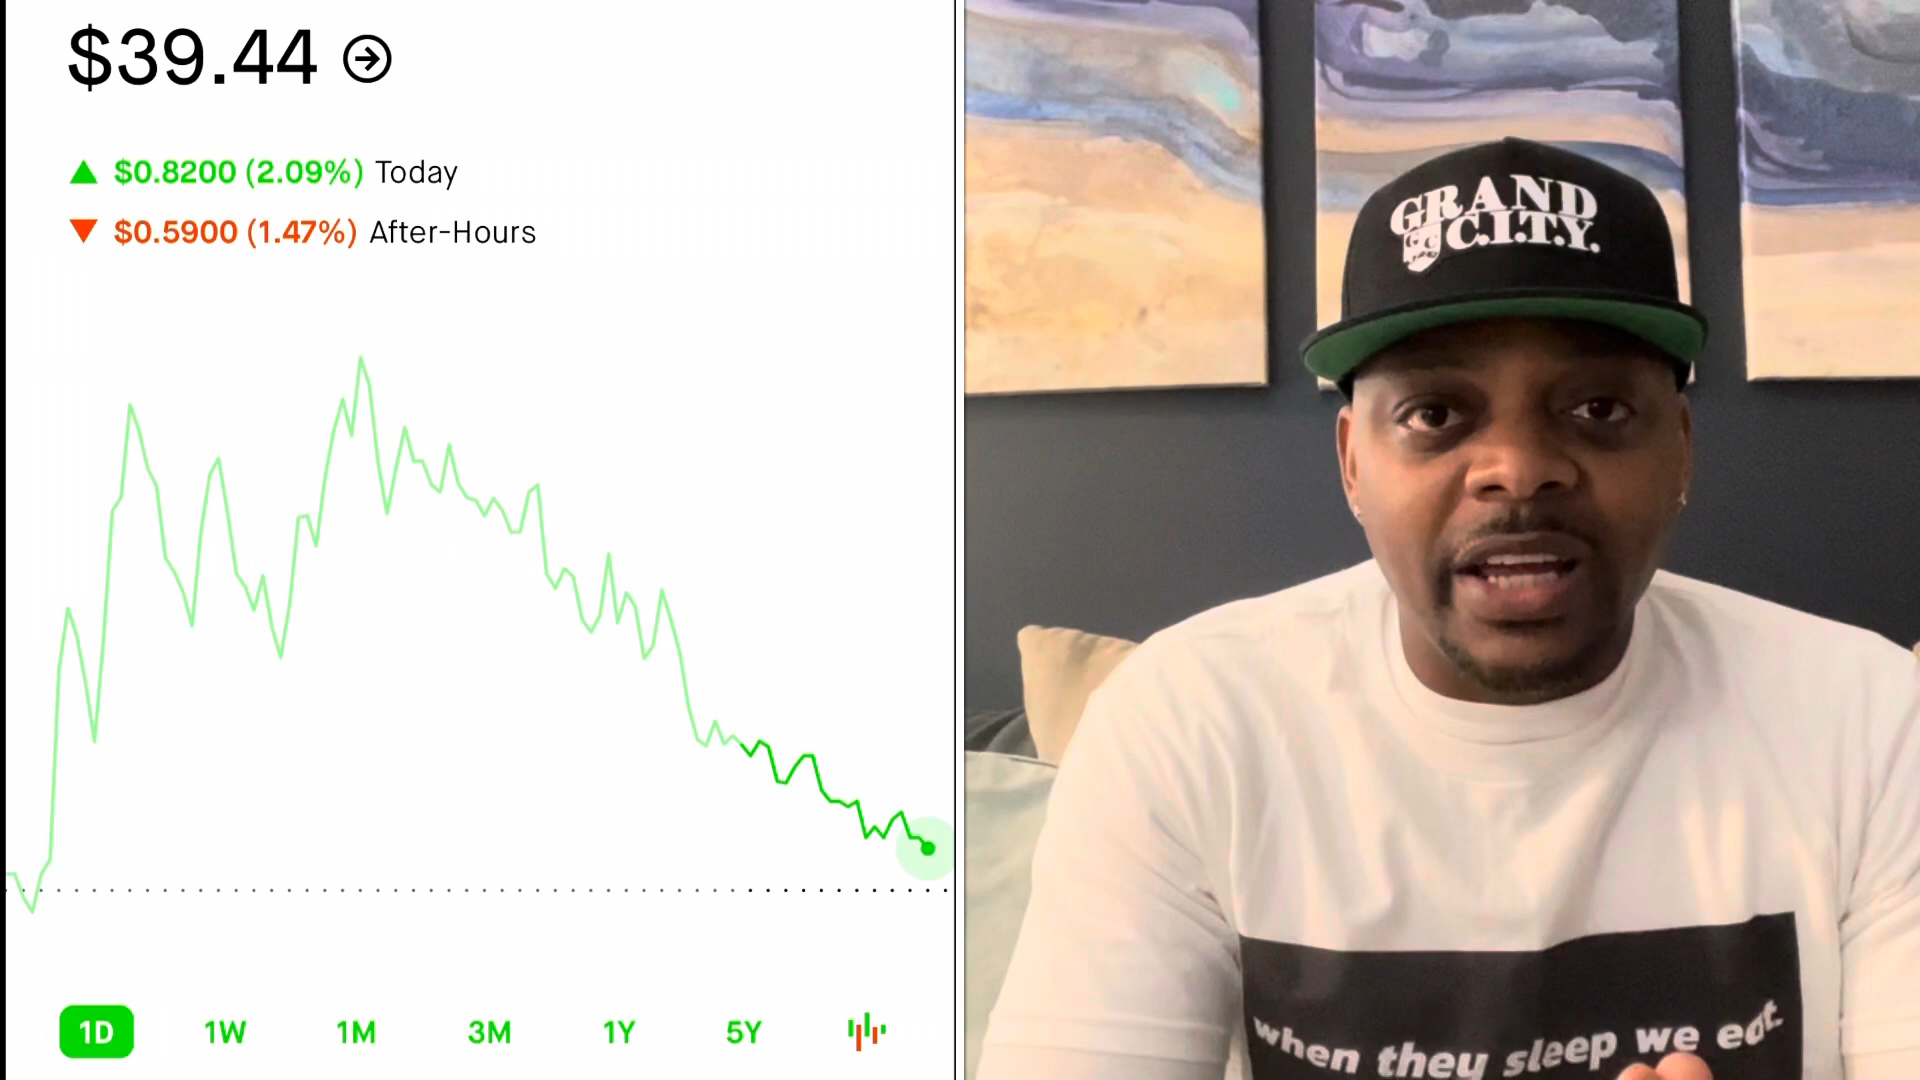 $39.44
$0.8200 (2.09%) Today
$0.5900 (1.47%) After-Hours
1D 1W 1M 3M 1Y 5Y
GRAND
C.I.T.Y.
when they sleep we eat.